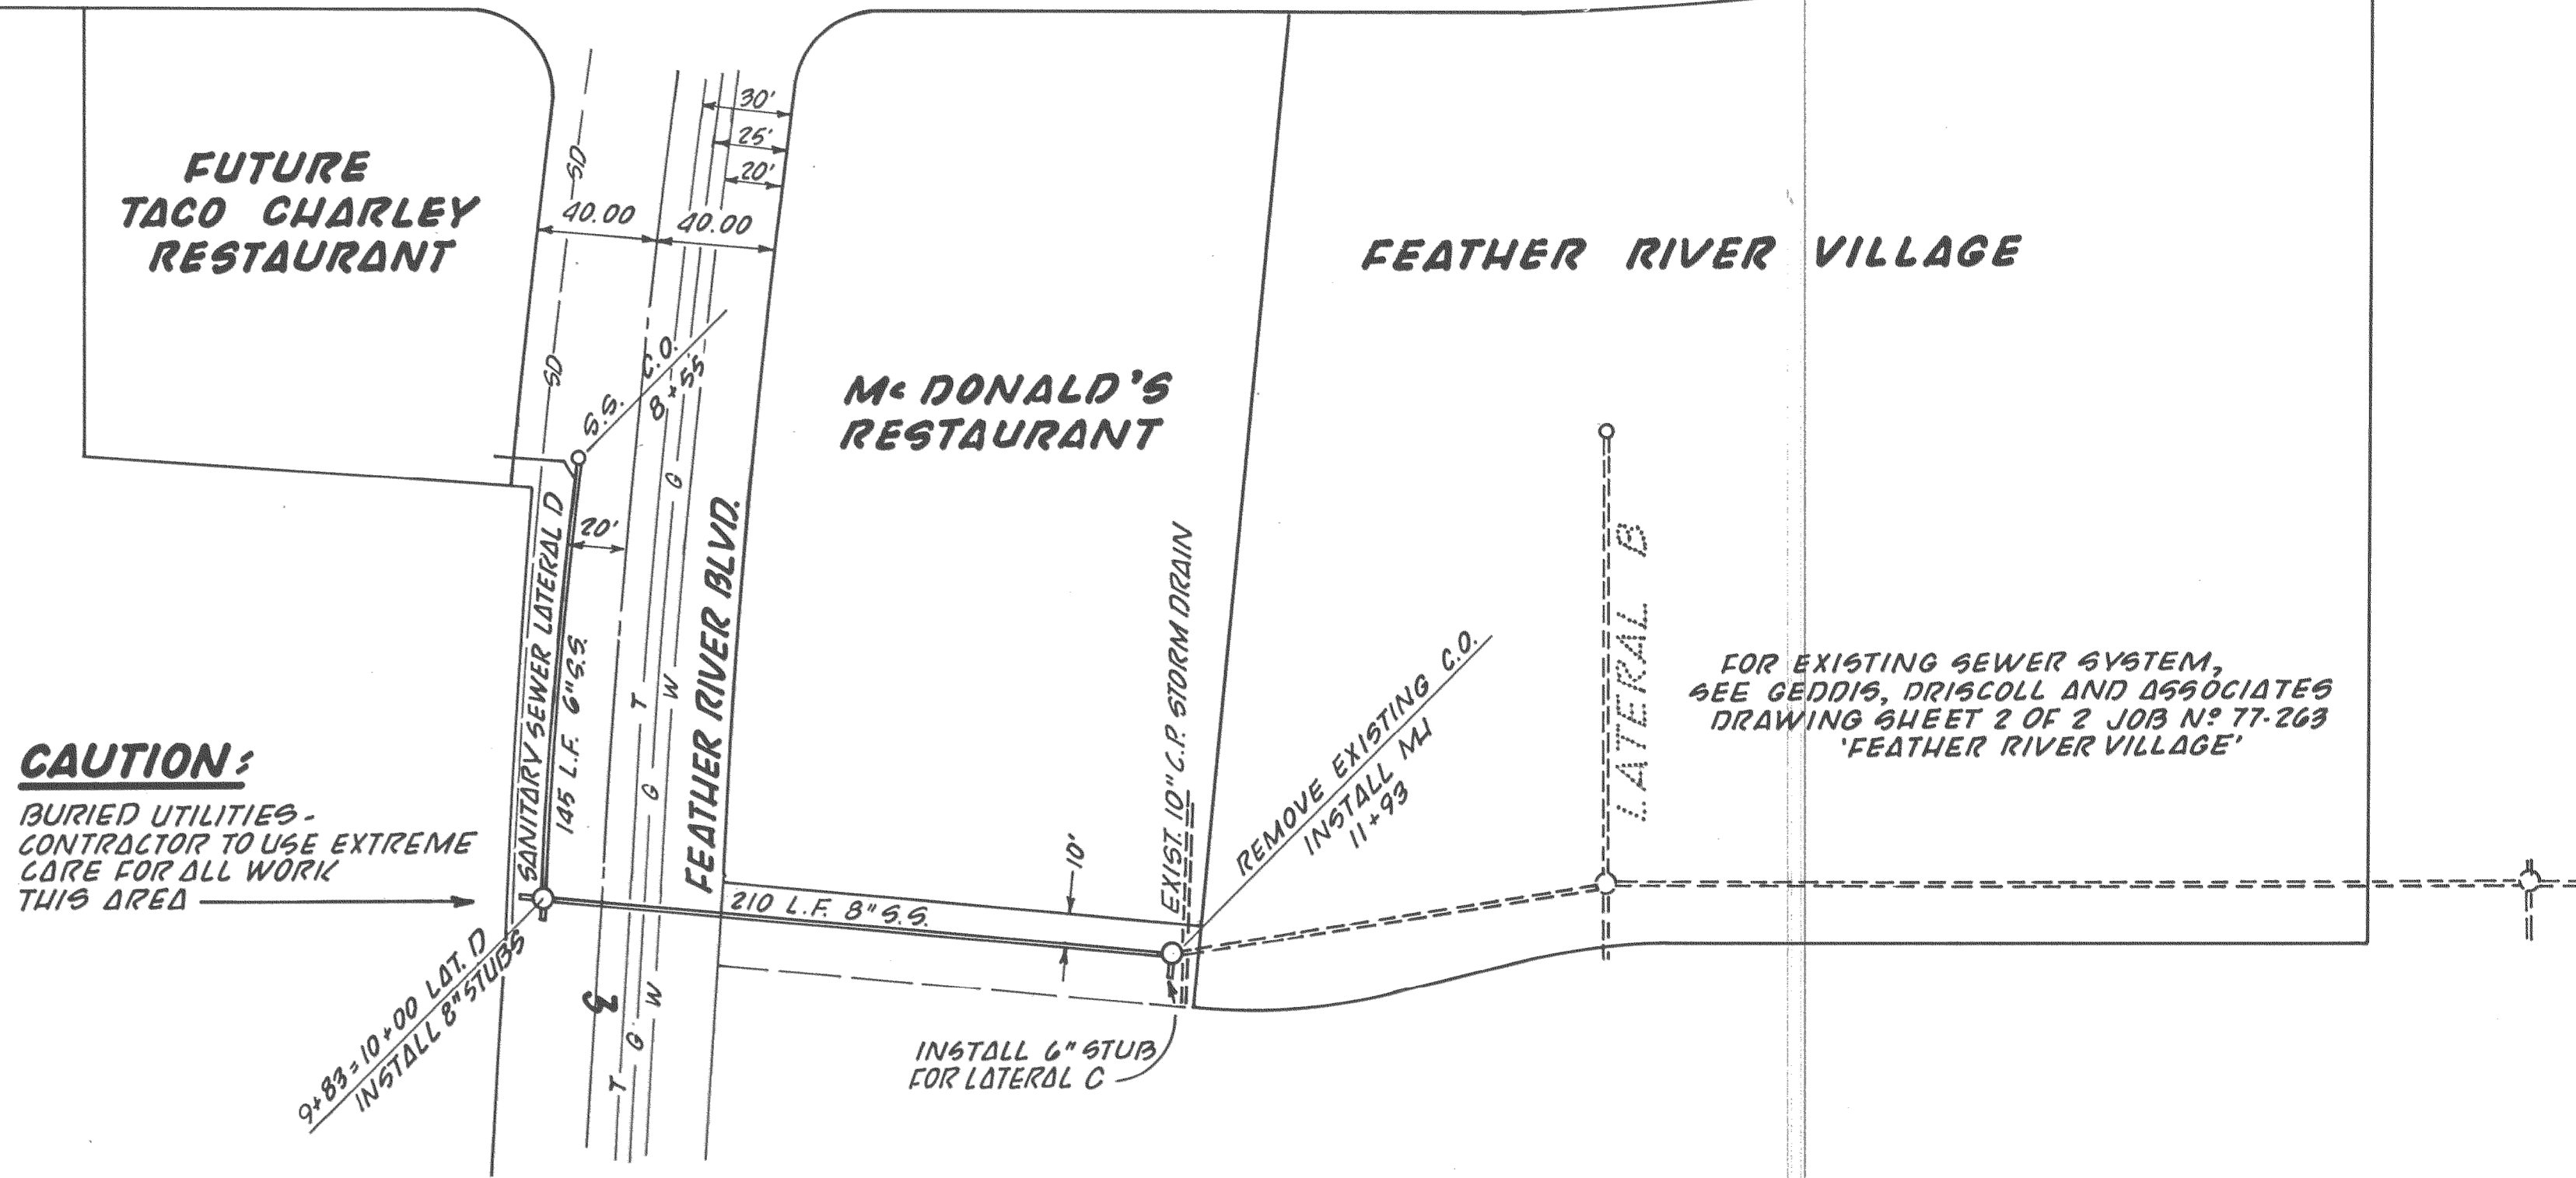 FUTURE
TACO CHARLEY
RESTAURANT
SD
SD
30'
25'
20'
40.00
40.00
S.S. C.O.
8+55
20'
SANITARY SEWER LATERAL D
145 L.F. 6" S.S.
T
G
W
G
T
G
W
FEATHER RIVER BLVD.
Mc DONALD'S
RESTAURANT
FEATHER RIVER VILLAGE
EXIST. 10" C.P. STORM DRAIN
10'
210 L.F. 8" S.S.
REMOVE EXISTING C.O.
INSTALL MH
11+93
LATERAL B
FOR EXISTING SEWER SYSTEM,
SEE GEDDIS, DRISCOLL AND ASSOCIATES
DRAWING SHEET 2 OF 2 JOB Nº 77-263
'FEATHER RIVER VILLAGE'
CAUTION:
BURIED UTILITIES-
CONTRACTOR TO USE EXTREME
CARE FOR ALL WORK
THIS AREA
9+83=10+00 LAT. D
INSTALL 8" STUBS
3
INSTALL 6" STUB
FOR LATERAL C